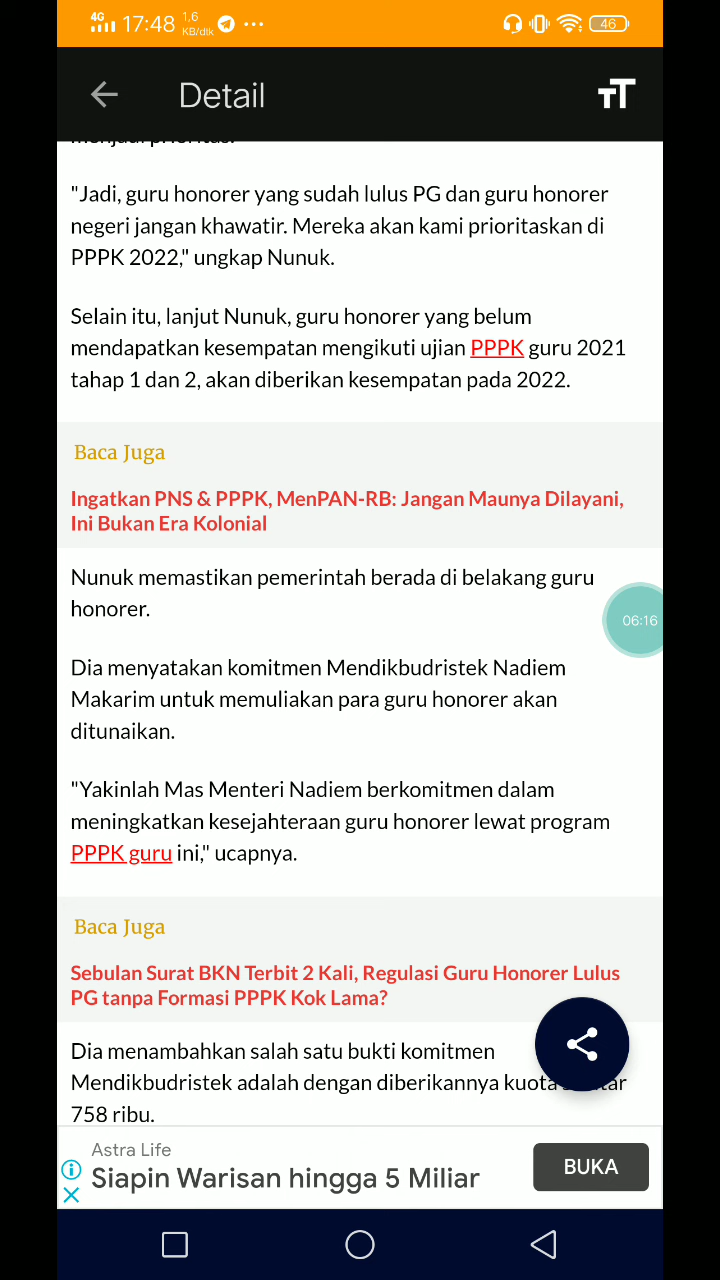 4G 17:48 1.6 KB/dtk 46
Detail
menjadi prioritas.
"Jadi, guru honorer yang sudah lulus PG dan guru honorer
negeri jangan khawatir. Mereka akan kami prioritaskan di
PPPK 2022," ungkap Nunuk.
Selain itu, lanjut Nunuk, guru honorer yang belum
mendapatkan kesempatan mengikuti ujian PPPK guru 2021
tahap 1 dan 2, akan diberikan kesempatan pada 2022.
Baca Juga
Ingatkan PNS & PPPK, MenPAN-RB: Jangan Maunya Dilayani,
Ini Bukan Era Kolonial
Nunuk memastikan pemerintah berada di belakang guru
honorer.
06:16
Dia menyatakan komitmen Mendikbudristek Nadiem
Makarim untuk memuliakan para guru honorer akan
ditunaikan.
"Yakinlah Mas Menteri Nadiem berkomitmen dalam
meningkatkan kesejahteraan guru honorer lewat program
PPPK guru ini," ucapnya.
Baca Juga
Sebulan Surat BKN Terbit 2 Kali, Regulasi Guru Honorer Lulus
PG tanpa Formasi PPPK Kok Lama?
Dia menambahkan salah satu bukti komitmen
Mendikbudristek adalah dengan diberikannya kuota
758 ribu.
Astra Life
Siapin Warisan hingga 5 Miliar
BUKA